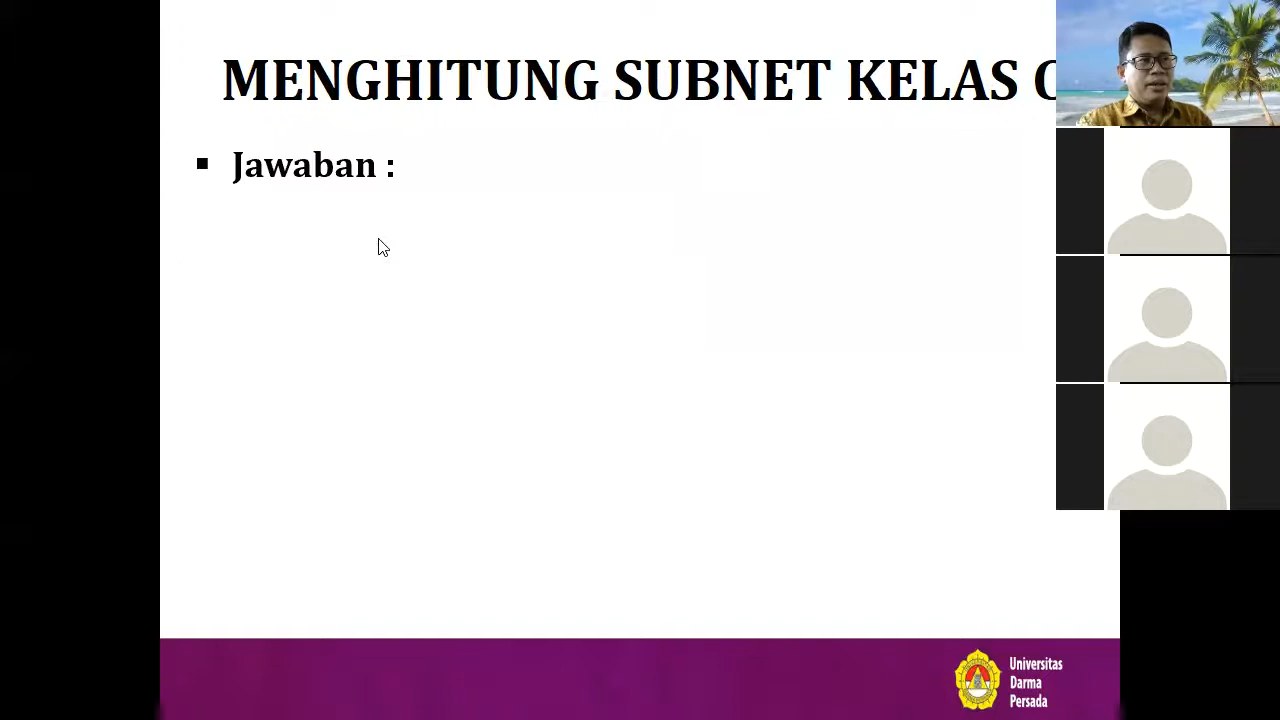 MENGHITUNG SUBNET KELAS
Jawaban :
Universitas
Darma
Persada